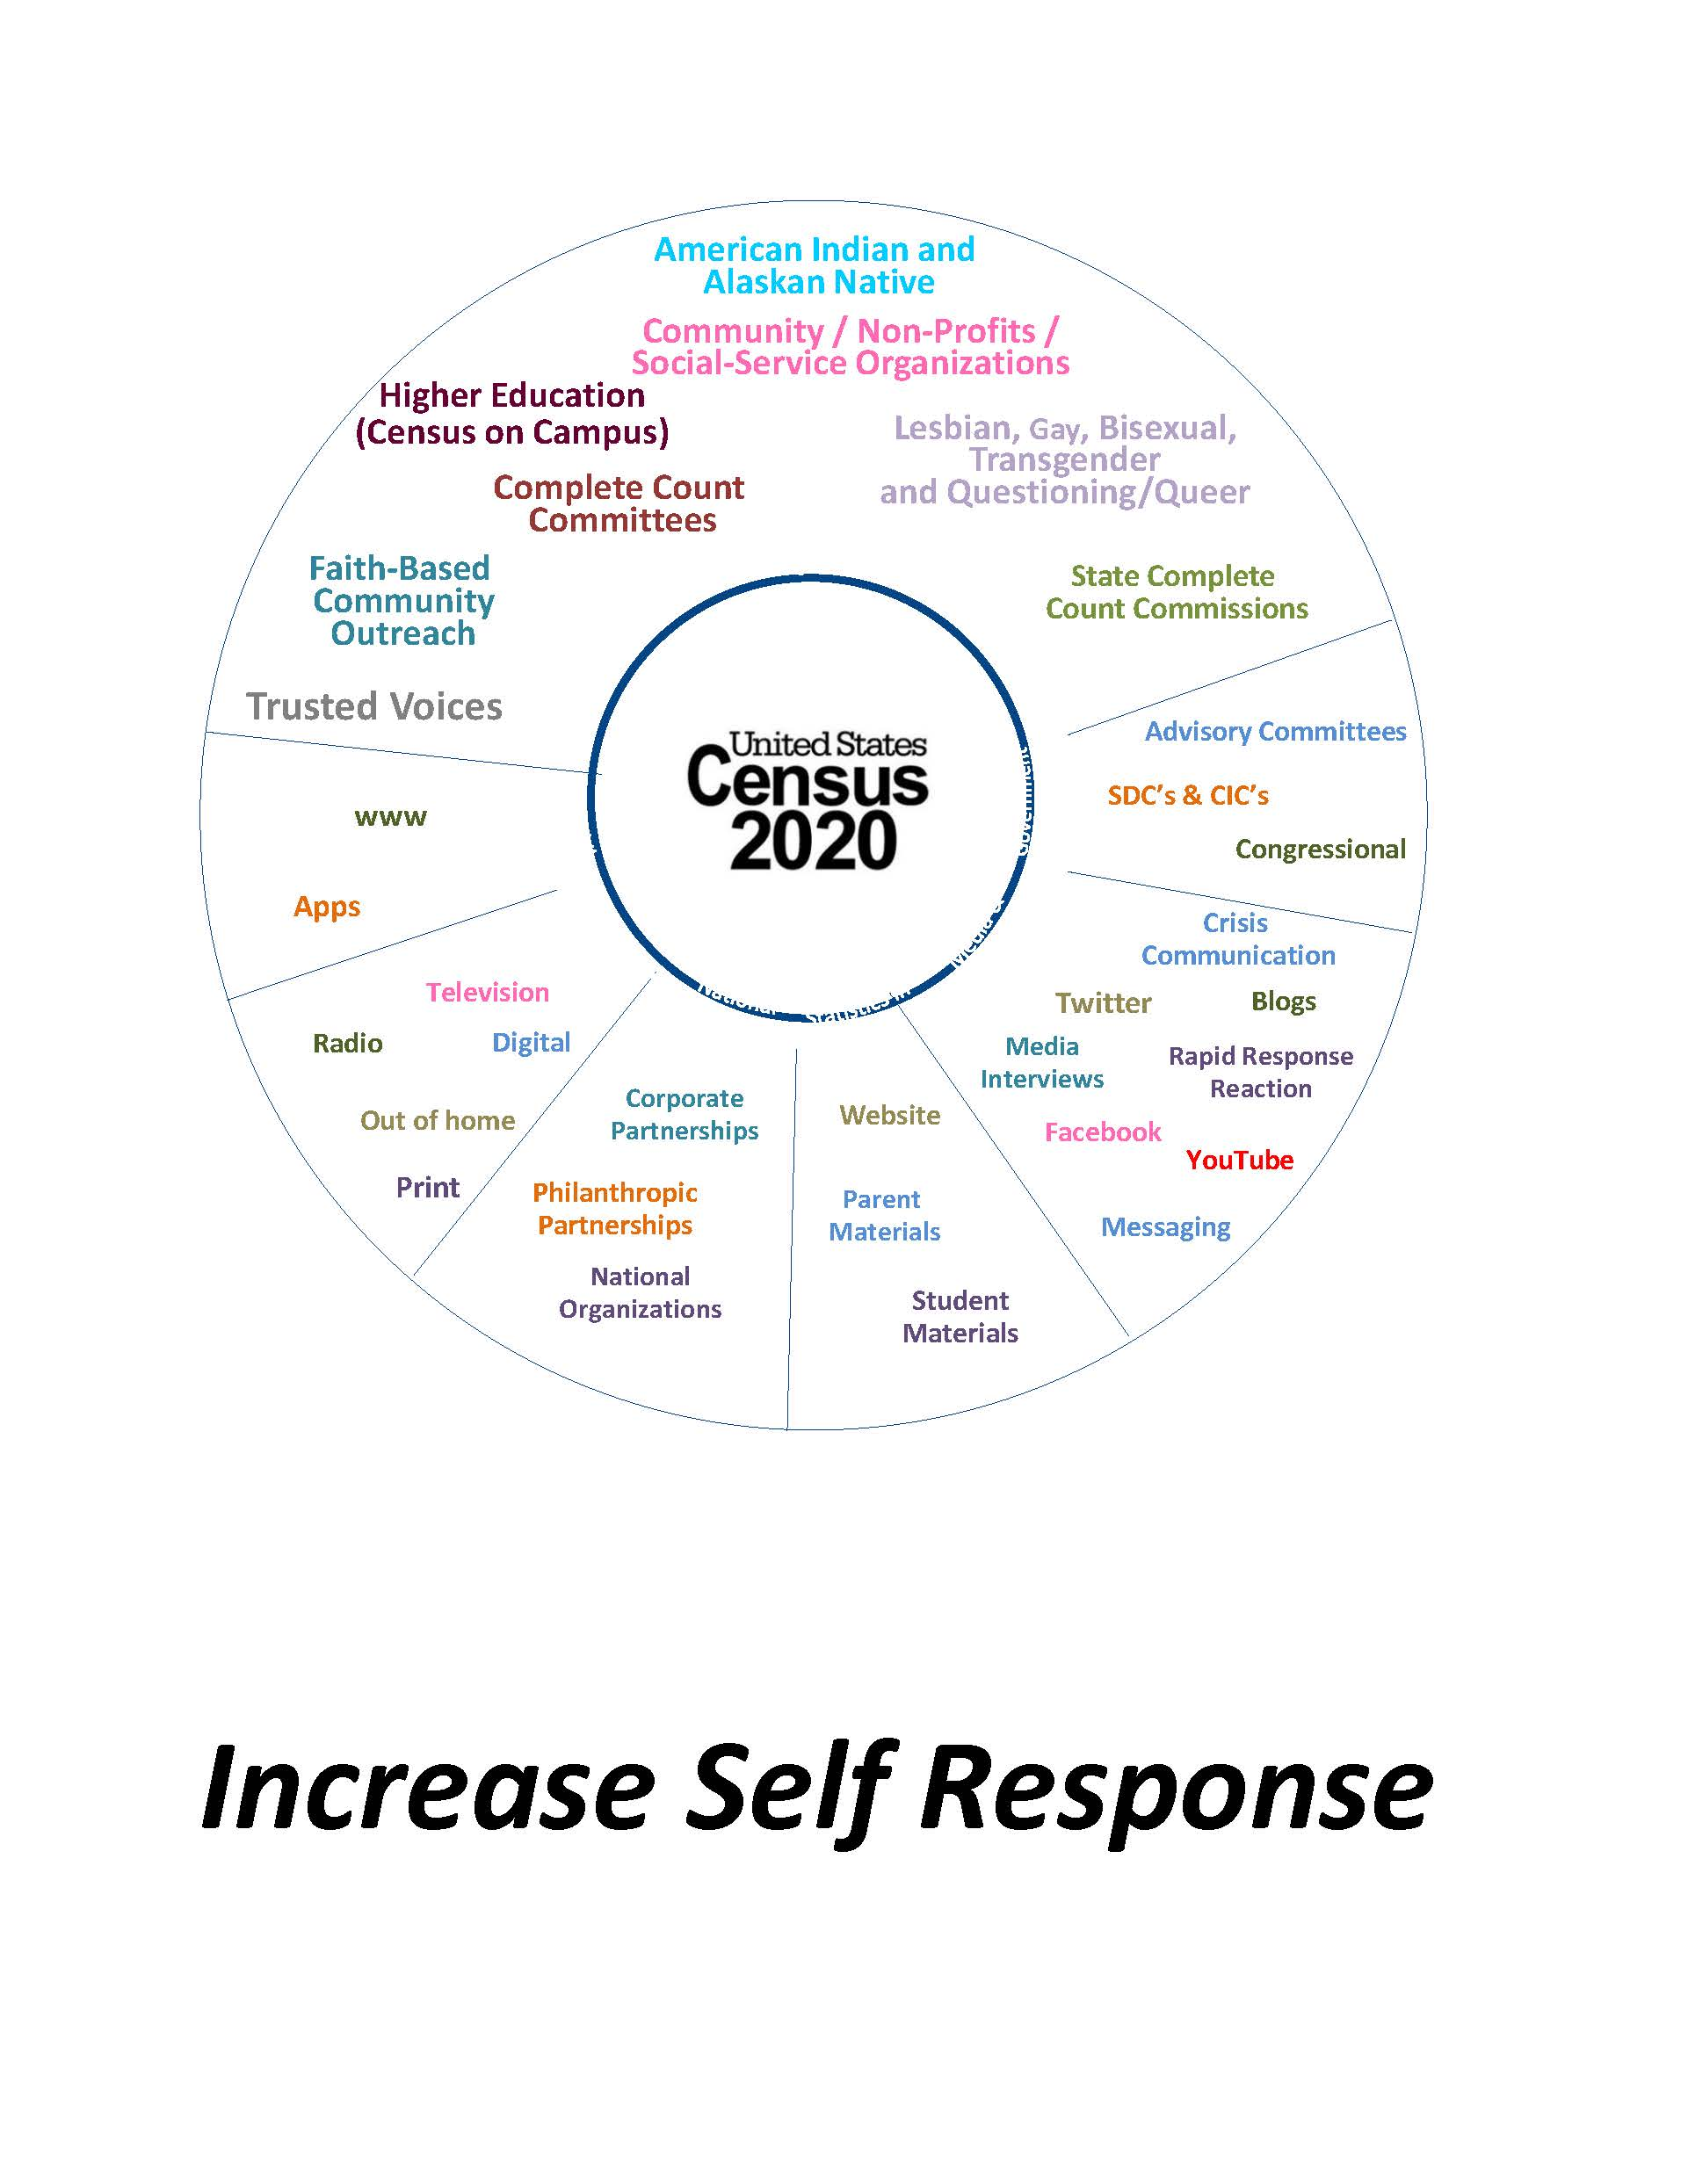 American Indian and
Alaskan Native
Community / Non-Profits /
Social-Service Organizations
Higher Education
(Census on Campus)
Lesbian, Gay, Bisexual,
Transgender
and Questioning/Queer
Complete Count
Committees
Faith-Based
Community
Outreach
State Complete
Count Commissions
Trusted Voices
United States
Census
2020
Advisory Committees
SDC's & CIC's
Congressional
www
Apps
Crisis
Communication
Twitter
Blogs
Media
Interviews
Rapid Response
Reaction
Facebook
YouTube
Messaging
Television
Radio
Digital
Out of home
Print
Corporate
Partnerships
Philanthropic
Partnerships
National
Organizations
Website
Parent
Materials
Student
Materials
National
Statistics in
Increase Self Response